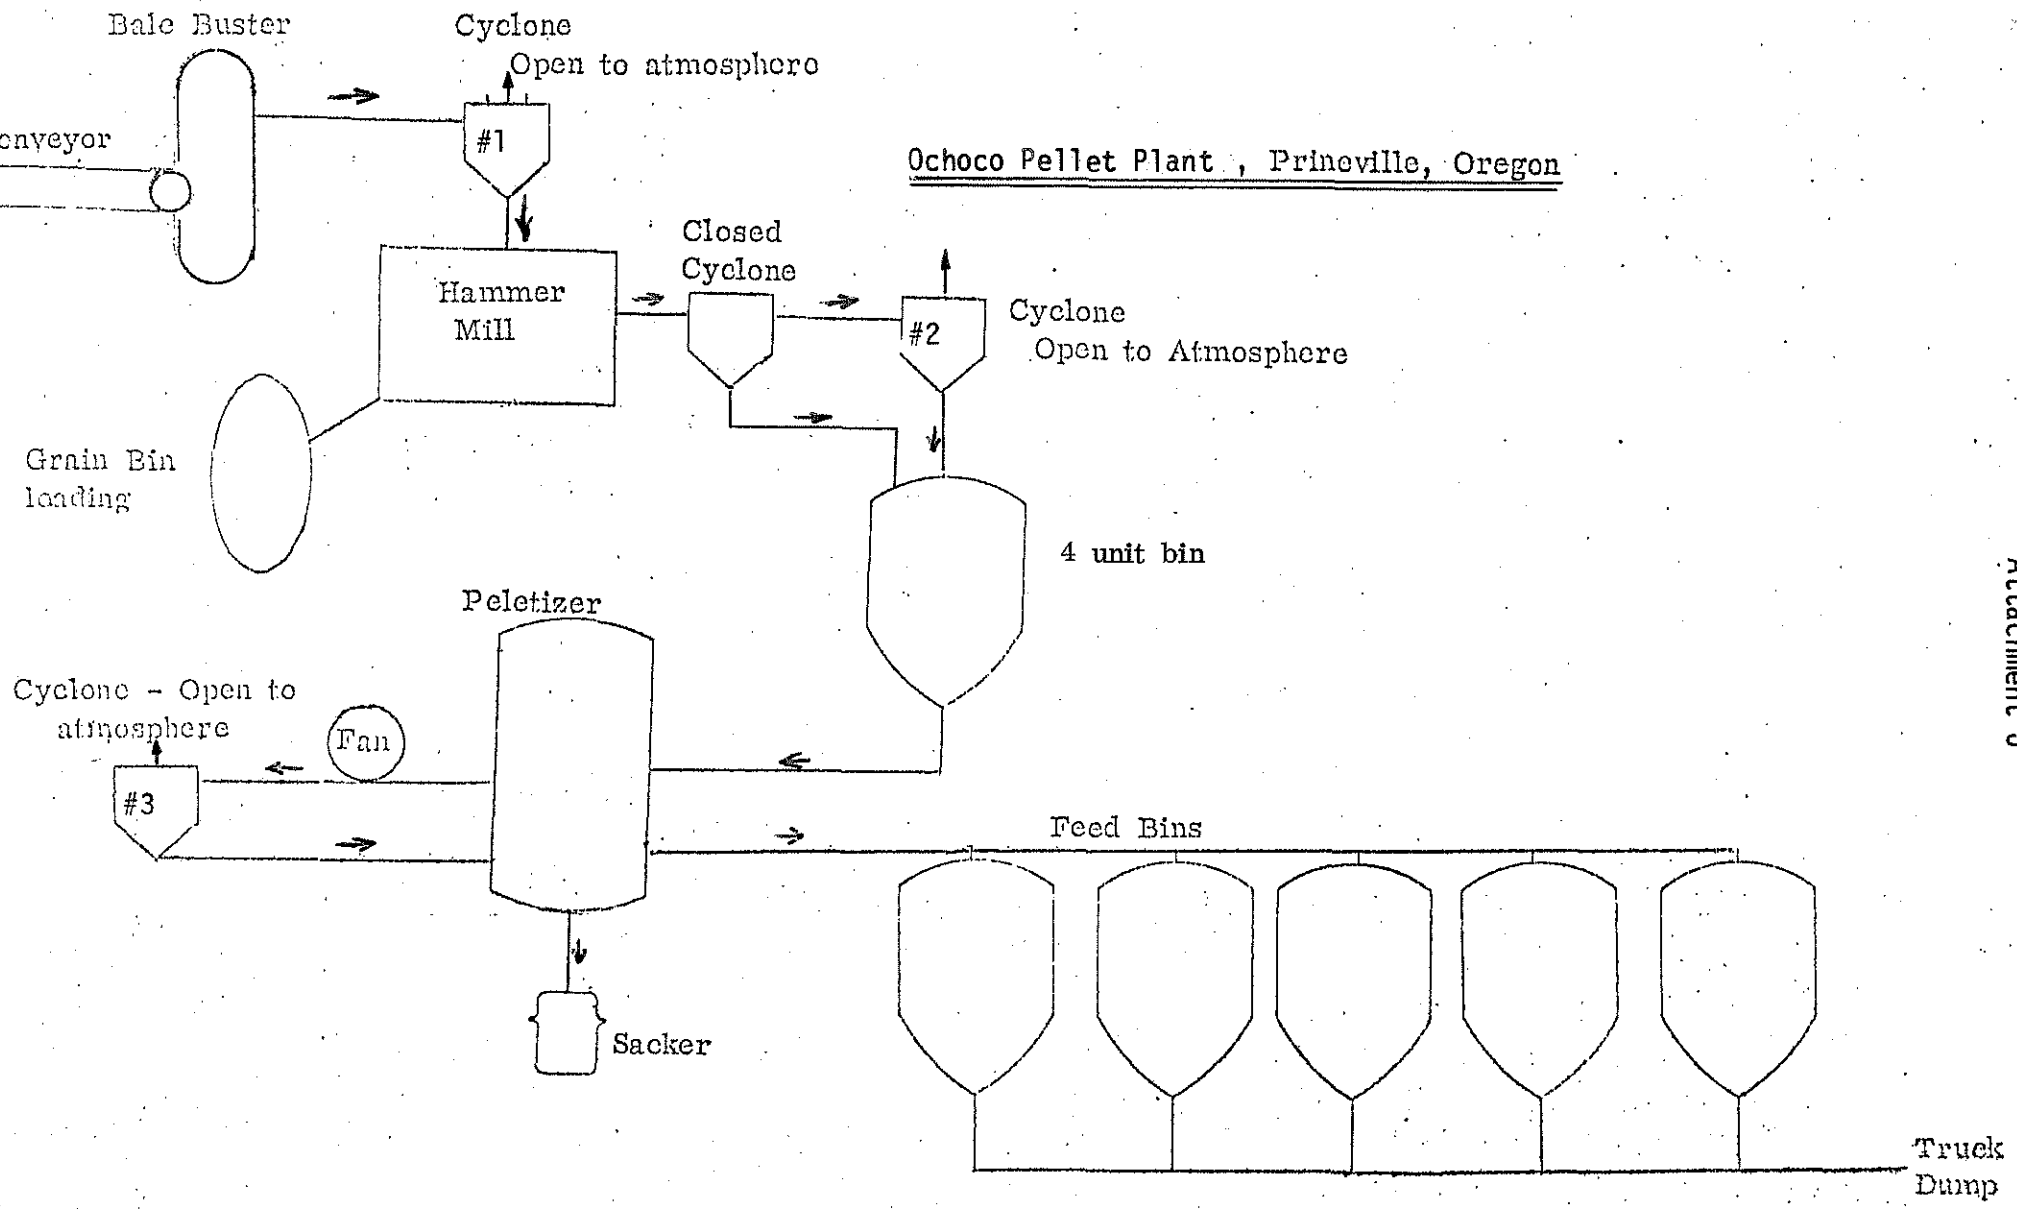 Bale Buster
Cyclone
Open to atmosphere
#1
onveyor
Ochoco Pellet Plant , Prineville, Oregon
Closed
Cyclone
Hammer
Mill
#2
Cyclone
Open to Atmosphere
Grain Bin
loading
4 unit bin
Peletizer
Cyclone - Open to
atmosphere
Fan
#3
Feed Bins
Sacker
Truck
Dump
Attachment